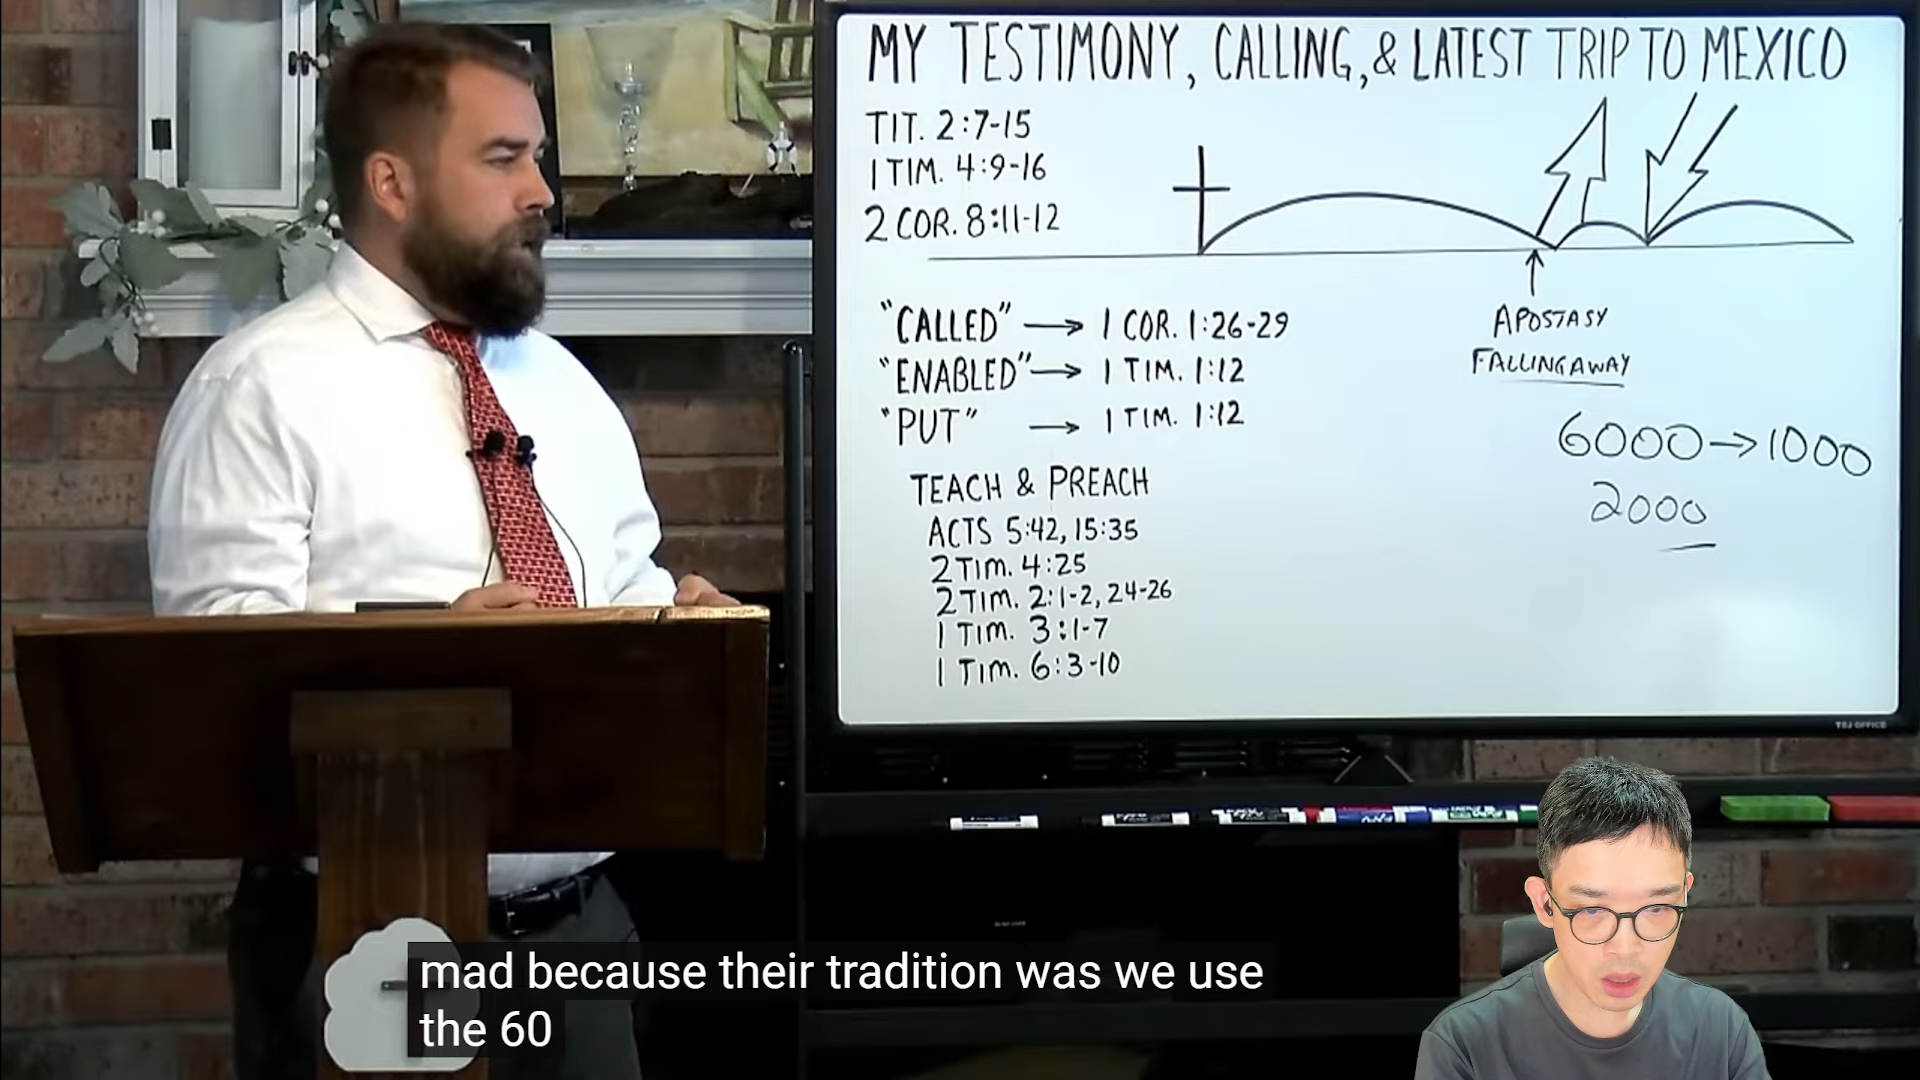 MY TESTIMONY, CALLING, & LATEST TRIP TO MEXICO
TIT. 2:7-15
1 TIM. 4:9-16
2 COR. 8:11-12
APOSTASY
FALLING AWAY
"CALLED" → 1 COR. 1:26-29
"ENABLED" → 1 TIM. 1:12
"PUT" → 1 TIM. 1:12
6000 → 1000
2000
TEACH & PREACH
ACTS 5:42, 15:35
2 TIM. 4:25
2 TIM. 2:1-2, 24-26
1 TIM. 3:1-7
1 TIM. 6:3-10
TSJ OFFICE
mad because their tradition was we use
the 60